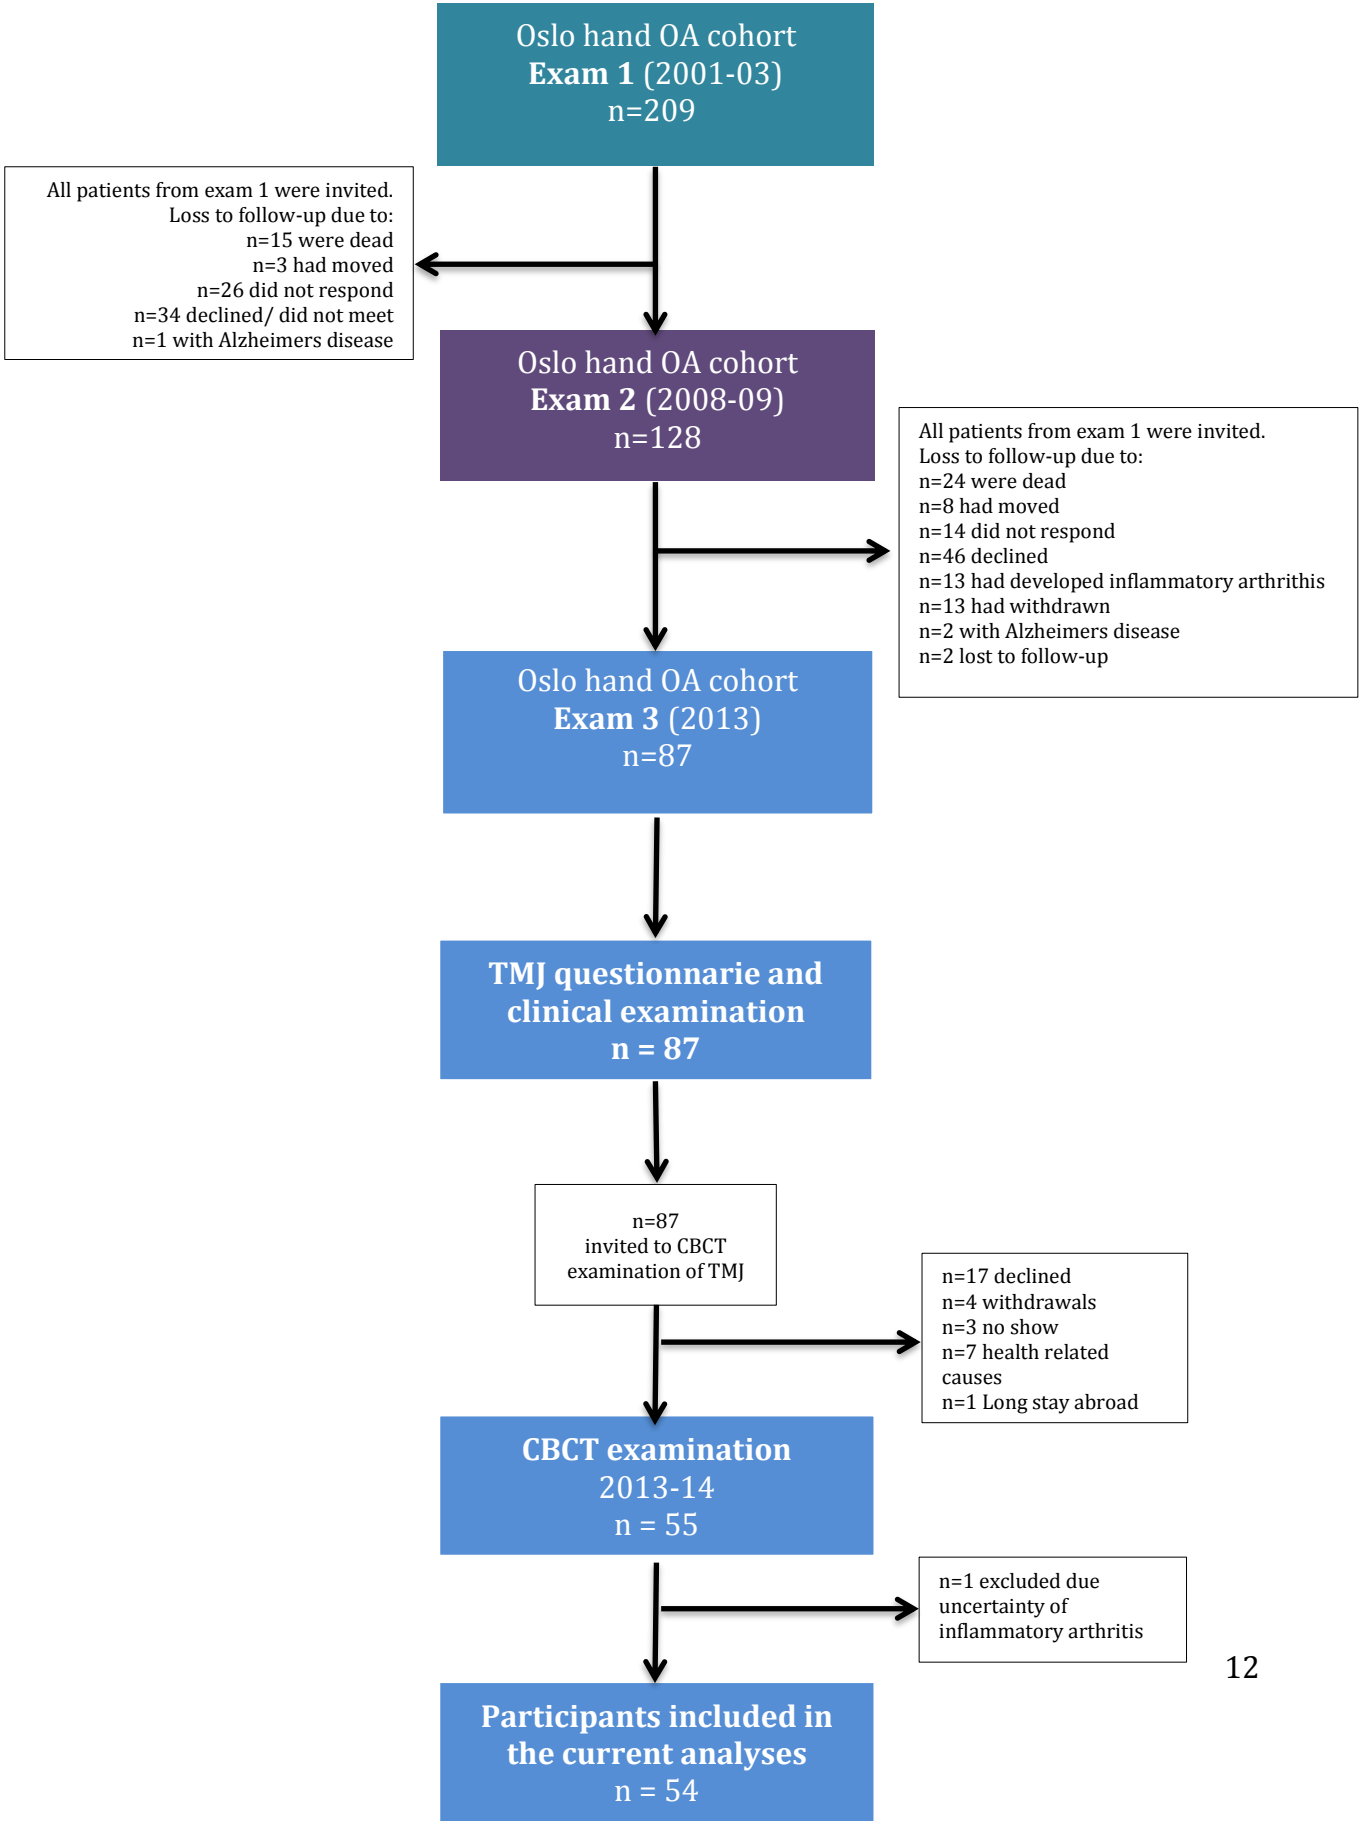 Oslo hand OA cohort
Exam 1 (2001-03)
n=209
All patients from exam 1 were invited.
Loss to follow-up due to:
n=15 were dead
n=3 had moved
n=26 did not respond
n=34 declined/ did not meet
n=1 with Alzheimers disease
Oslo hand OA cohort
Exam 2 (2008-09)
n=128
All patients from exam 1 were invited.
Loss to follow-up due to:
n=24 were dead
n=8 had moved
n=14 did not respond
n=46 declined
n=13 had developed inflammatory arthrithis
n=13 had withdrawn
n=2 with Alzheimers disease
n=2 lost to follow-up
Oslo hand OA cohort
Exam 3 (2013)
n=87
TMJ questionnarie and
clinical examination
n = 87
n=87
invited to CBCT
examination of TMJ
n=17 declined
n=4 withdrawals
n=3 no show
n=7 health related
causes
n=1 Long stay abroad
CBCT examination
2013-14
n = 55
n=1 excluded due
uncertainty of
inflammatory arthritis
12
Participants included in
the current analyses
n = 54